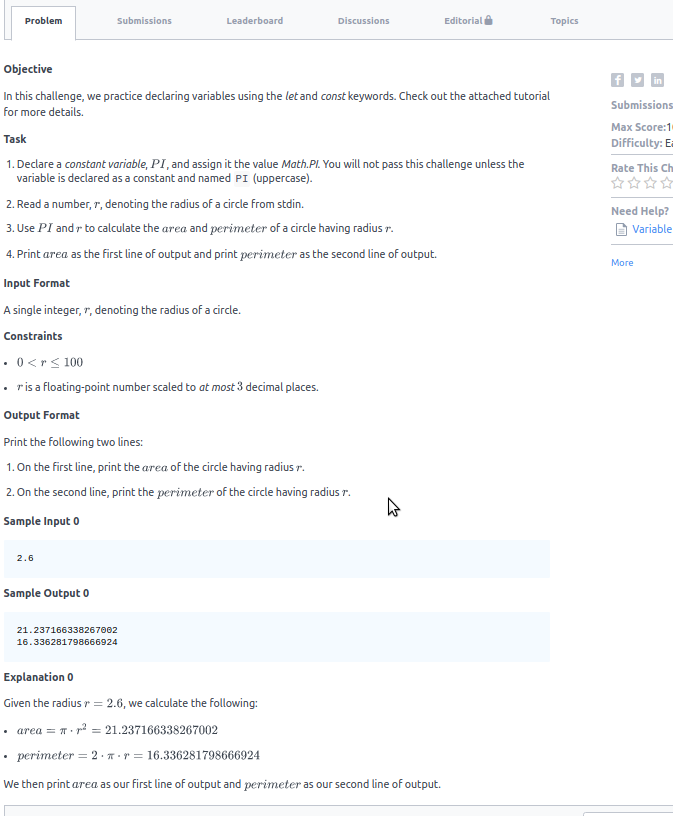 Problem Submissions Leaderboard Discussions Editorial Topics
Objective
In this challenge, we practice declaring variables using the let and const keywords. Check out the attached tutorial
for more details.
Task
1. Declare a constant variable, PI, and assign it the value Math.PI. You will not pass this challenge unless the
variable is declared as a constant and named PI (uppercase).
2. Read a number, r, denoting the radius of a circle from stdin.
3. Use PI and r to calculate the area and perimeter of a circle having radius r.
4. Print area as the first line of output and print perimeter as the second line of output.
Input Format
A single integer, r, denoting the radius of a circle.
Constraints
• 0 < r ≤ 100
• r is a floating-point number scaled to at most 3 decimal places.
Output Format
Print the following two lines:
1. On the first line, print the area of the circle having radius r.
2. On the second line, print the perimeter of the circle having radius r.
Sample Input 0
2.6
Sample Output 0
21.237166338267002
16.336281798666924
Explanation 0
Given the radius r = 2.6, we calculate the following:
• area = π · r² = 21.237166338267002
• perimeter = 2 · π · r = 16.336281798666924
We then print area as our first line of output and perimeter as our second line of output.
f in
Submissions
Max Score:1
Difficulty: Ea
Rate This Ch
Need Help?
Variable
More